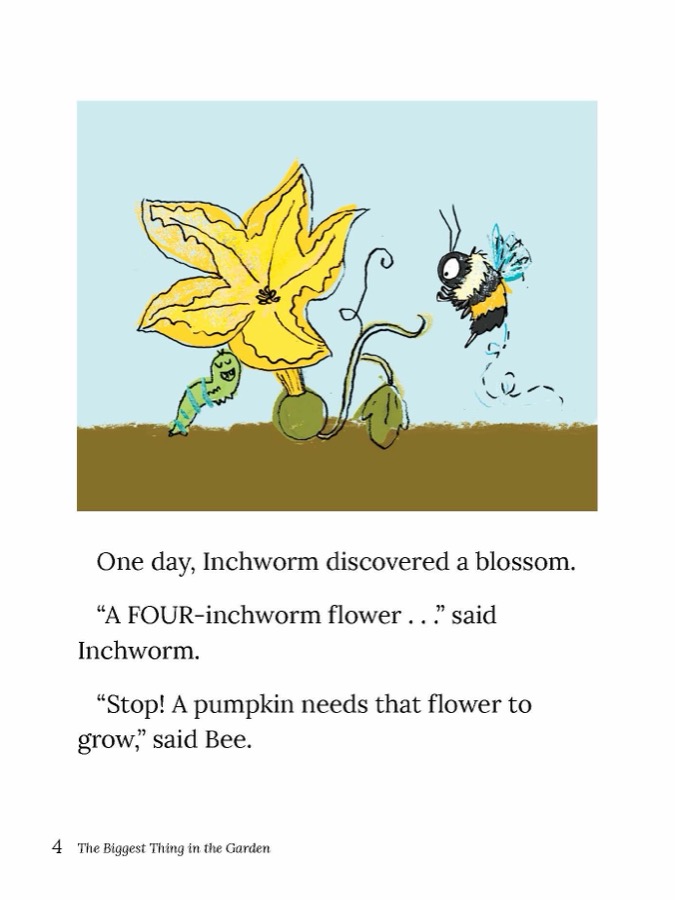 One day, Inchworm discovered a blossom.
“A FOUR-inchworm flower . . .” said
Inchworm.
“Stop! A pumpkin needs that flower to
grow,” said Bee.
4 The Biggest Thing in the Garden